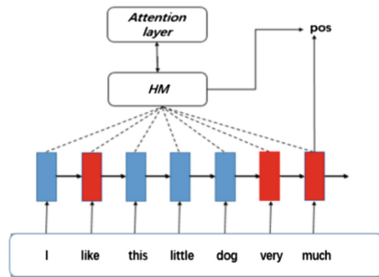 Attention
layer
pos
HM
I like this little dog very much